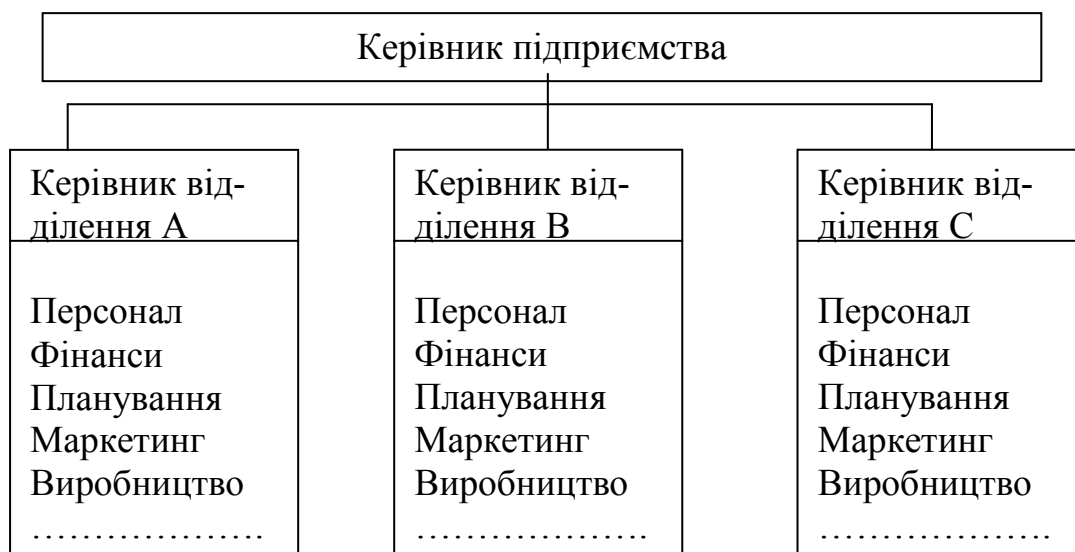 Керівник підприємства
Керівник від-
ділення А
Персонал
Фінанси
Планування
Маркетинг
Виробництво
………………….
Керівник від-
ділення В
Персонал
Фінанси
Планування
Маркетинг
Виробництво
………………….
Керівник від-
ділення С
Персонал
Фінанси
Планування
Маркетинг
Виробництво
………………….